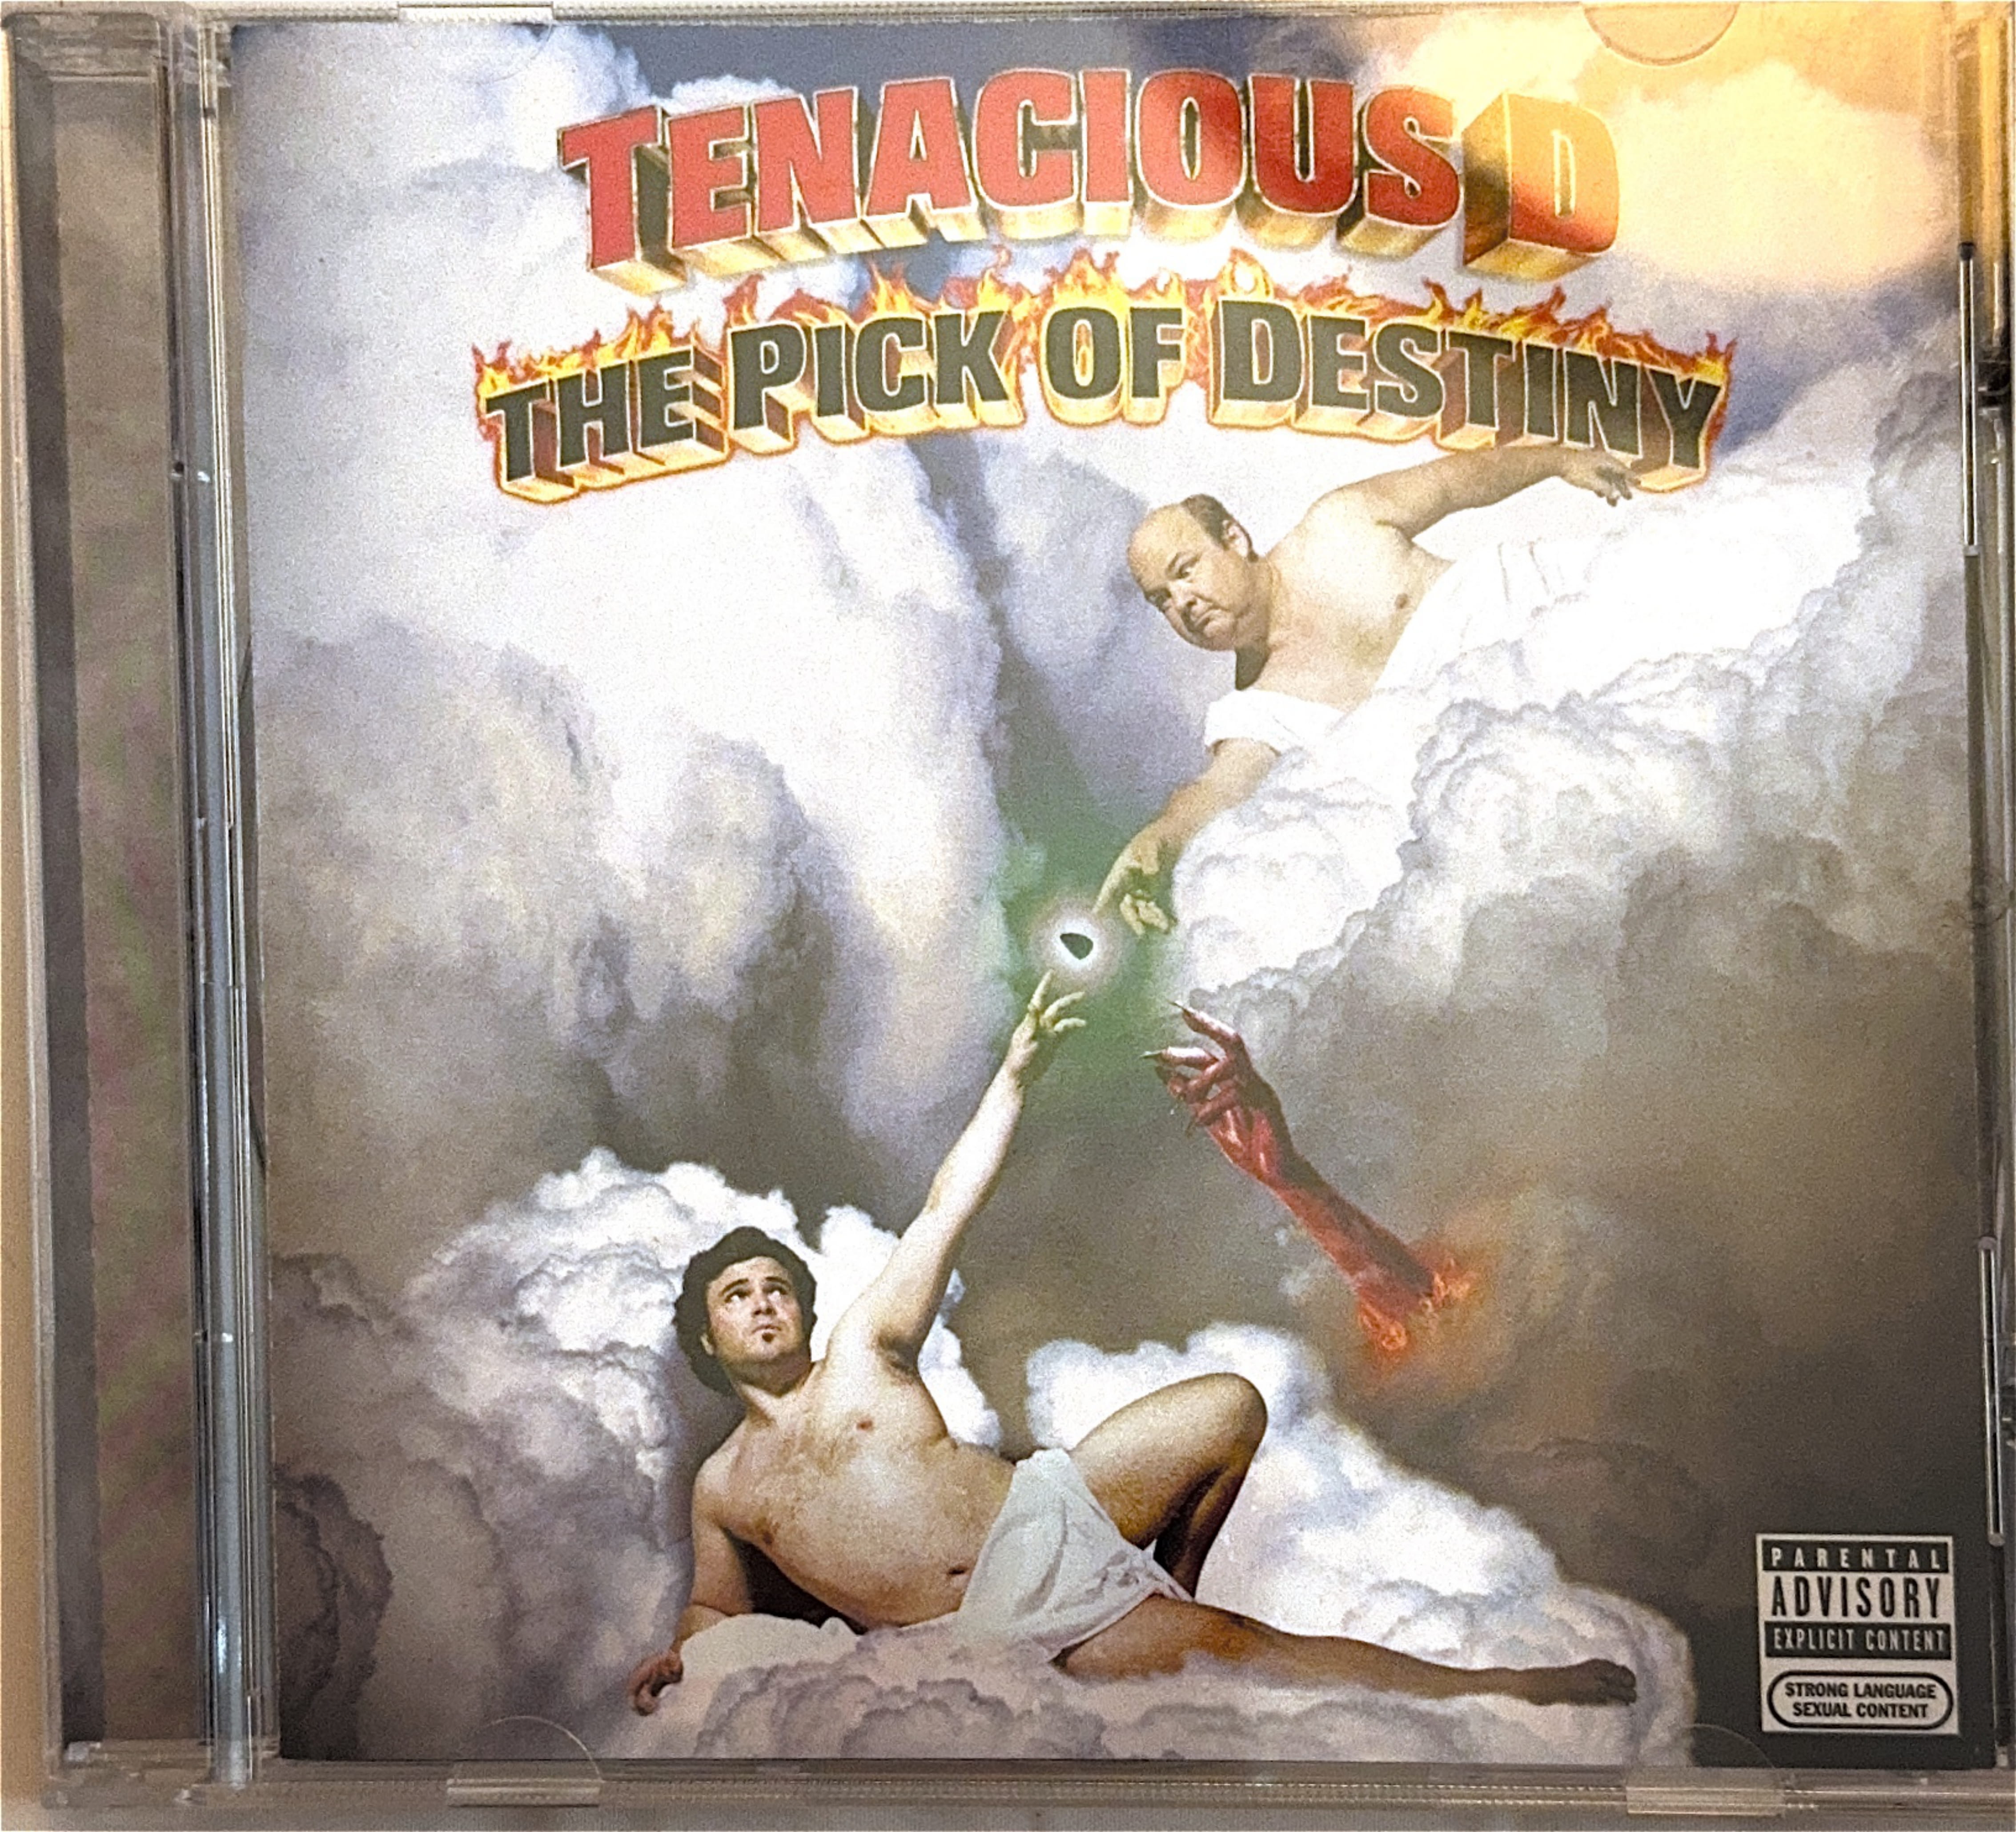 TENACIOUS D
THE PICK OF DESTINY
PARENTAL
ADVISORY
EXPLICIT CONTENT
STRONG LANGUAGE
SEXUAL CONTENT